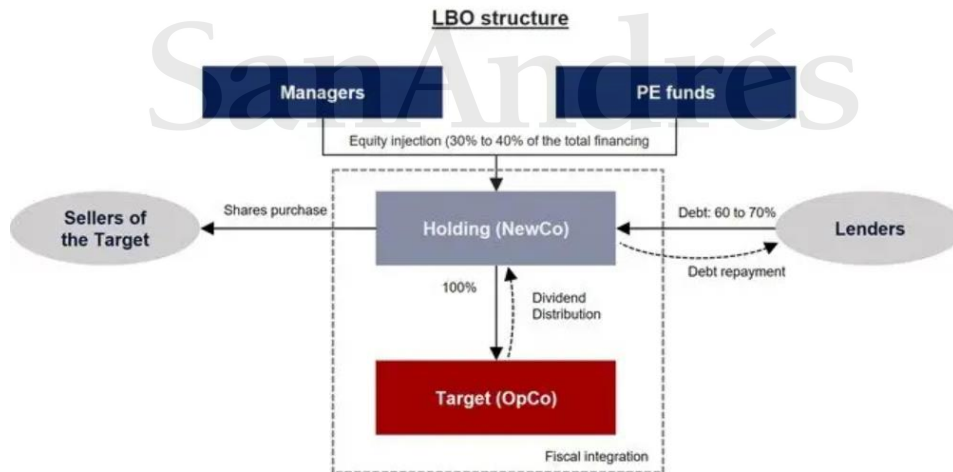 LBO structure
SanAndrés
Managers
PE funds
Equity injection (30% to 40% of the total financing
Sellers of
the Target
Shares purchase
Holding (NewCo)
Debt: 60 to 70%
Lenders
Debt repayment
100%
Dividend
Distribution
Target (OpCo)
Fiscal integration